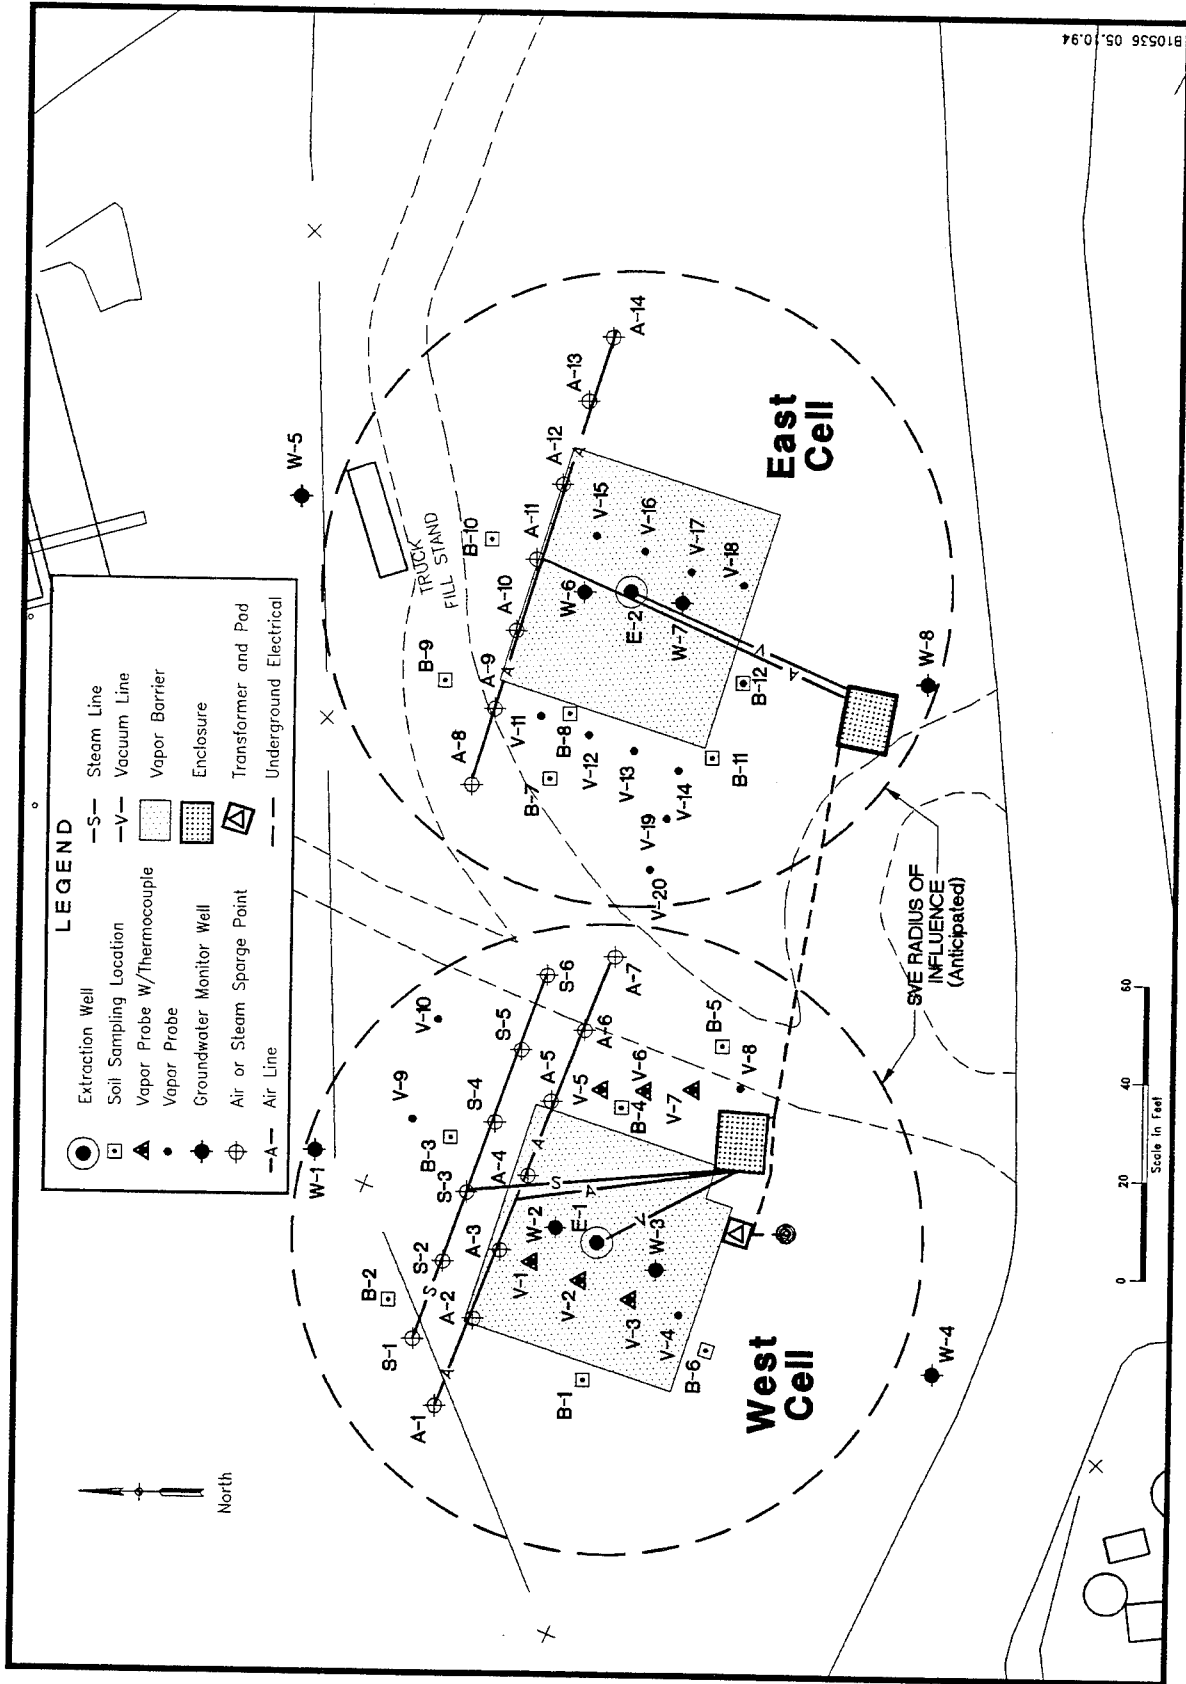 LEGEND
Extraction Well
Soil Sampling Location
Vapor Probe W/Thermocouple
Vapor Probe
Groundwater Monitor Well
Air or Steam Sparge Point
—A— Air Line
—S— Steam Line
—V— Vacuum Line
Vapor Barrier
Enclosure
Transformer and Pad
Underground Electrical
North
W-1
W-5
TRUCK
FILL STAND
B-2
B-3
V-9
V-10
S-1
S-2
S-3
S-4
S-5
S-6
S
S
A-1
A-2
A-3
A-4
A-5
A-6
A-7
A
A
A
V-1
V-2
V-3
V-4
W-2
E-1
W-3
V
V-5
V-6
V-7
V-8
B-4
B-5
B-1
B-6
West
Cell
W-4
B-9
B-10
A-8
A-9
A-10
A-11
A-12
A-13
A-14
A
A
A
V
V-11
V-12
V-13
V-14
V-19
V-20
B-7
B-8
B-11
B-12
W-6
E-2
W-7
V-15
V-16
V-17
V-18
East
Cell
W-8
SVE RADIUS OF
INFLUENCE
(Anticipated)
0 20 40 60
Scale in Feet